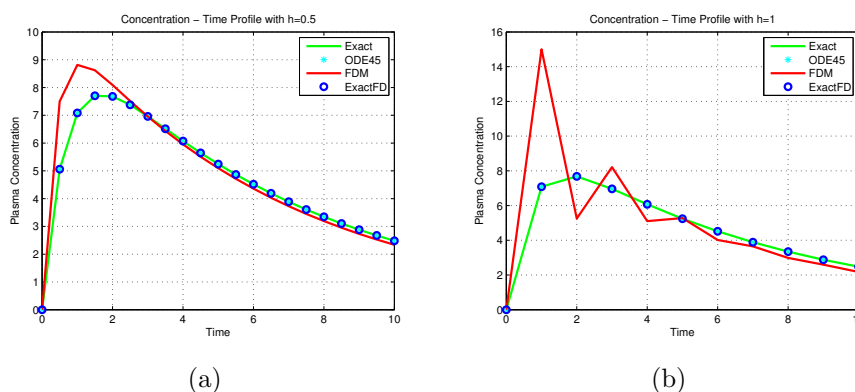 Concentration – Time Profile with h=0.5
10
9
8
7
6
5
4
3
2
1
0
Plasma Concentration
0 2 4 6 8 10
Time
Exact
ODE45
FDM
ExactFD
(a)
Concentration – Time Profile with h=1
16
14
12
10
8
6
4
2
0
Plasma Concentration
0 2 4 6 8
Time
Exact
ODE45
FDM
ExactFD
(b)